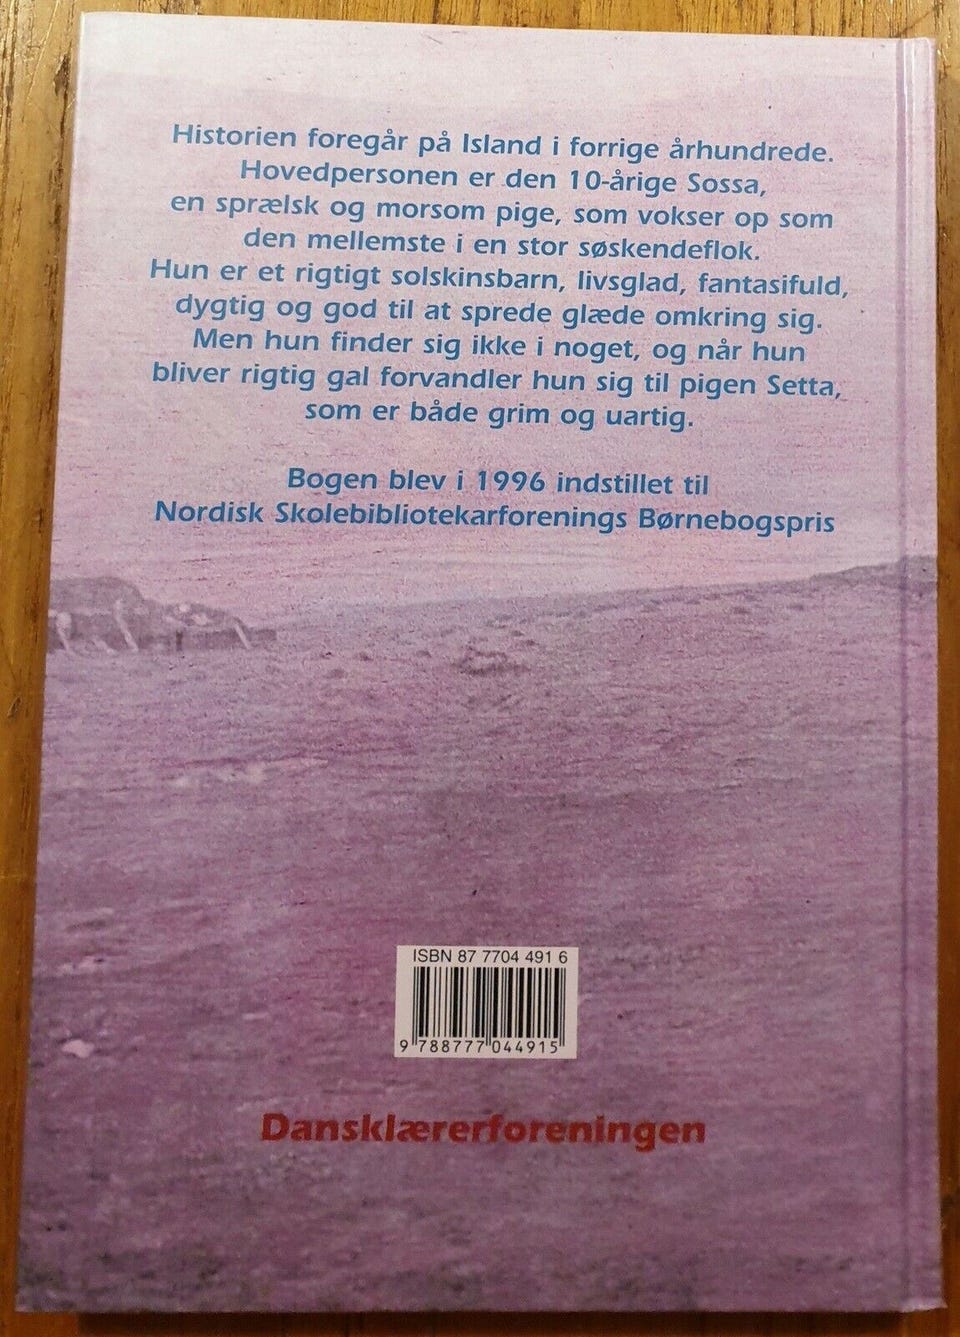 Historien foregår på Island i forrige århundrede.
Hovedpersonen er den 10-årige Sossa,
en sprælsk og morsom pige, som vokser op som
den mellemste i en stor søskendeflok.
Hun er et rigtigt solskinsbarn, livsglad, fantasifuld,
dygtig og god til at sprede glæde omkring sig.
Men hun finder sig ikke i noget, og når hun
bliver rigtig gal forvandler hun sig til pigen Setta,
som er både grim og uartig.
Bogen blev i 1996 indstillet til
Nordisk Skolebibliotekarforenings Børnebogspris
ISBN 87 7704 491 6
9 788777 044915
Dansklærerforeningen